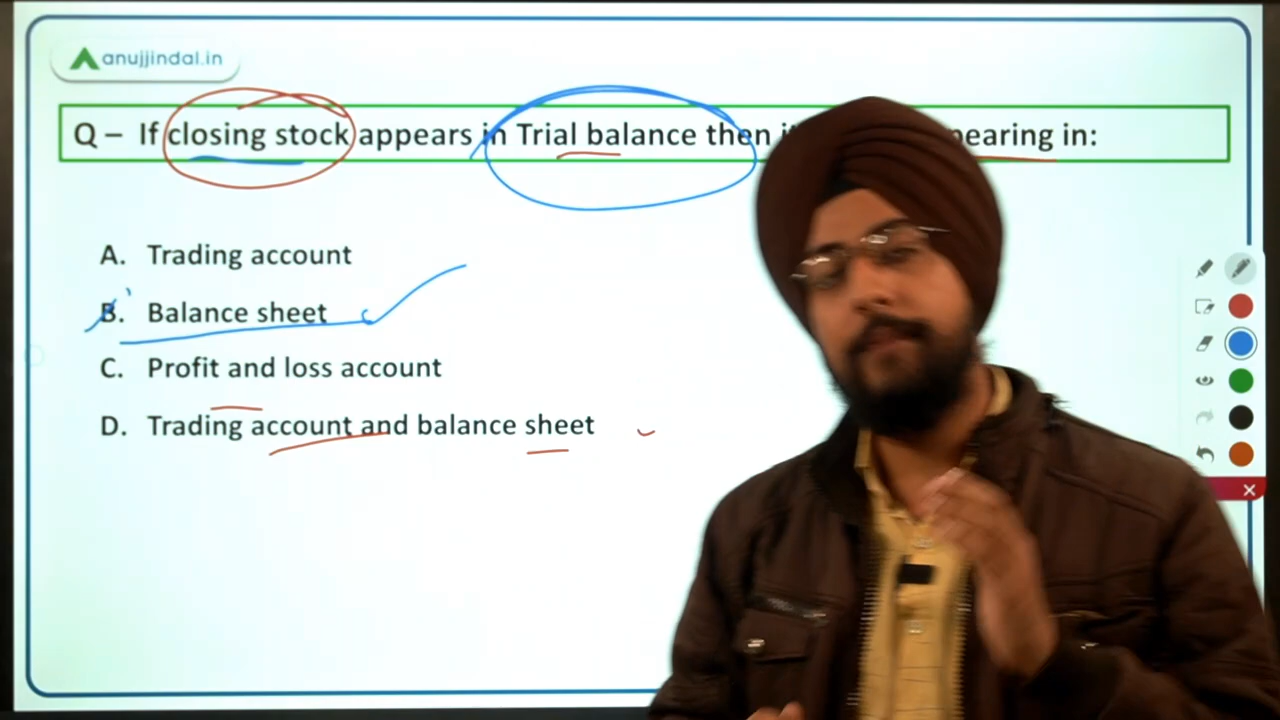 anujjindal.in
Q – If closing stock appears in Trial balance then in:
A. Trading account
B. Balance sheet
C. Profit and loss account
D. Trading account and balance sheet